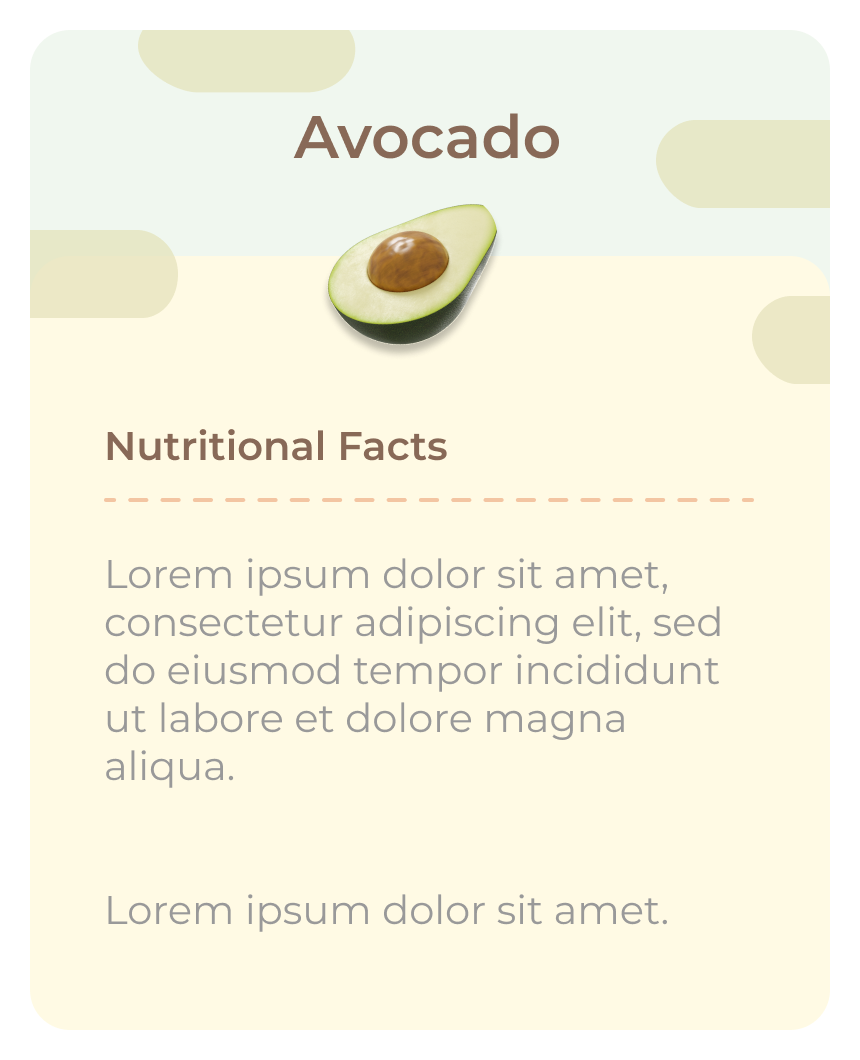 Avocado
Nutritional Facts
Lorem ipsum dolor sit amet,
consectetur adipiscing elit, sed
do eiusmod tempor incididunt
ut labore et dolore magna
aliqua.
Lorem ipsum dolor sit amet.